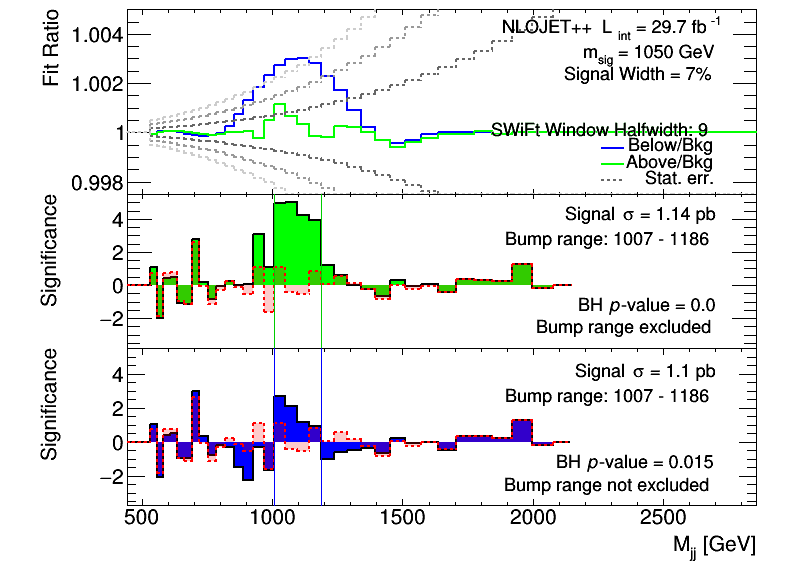 Fit Ratio
1.004
1.002
1
0.998
NLOJET++ L int = 29.7 fb -1
m sig = 1050 GeV
Signal Width = 7%
SWiFt Window Halfwidth: 9
Below/Bkg
Above/Bkg
Stat. err.
Significance
4
2
0
−2
Signal σ = 1.14 pb
Bump range: 1007 - 1186
BH p-value = 0.0
Bump range excluded
Significance
4
2
0
−2
Signal σ = 1.1 pb
Bump range: 1007 - 1186
BH p-value = 0.015
Bump range not excluded
500 1000 1500 2000 2500
M jj [GeV]